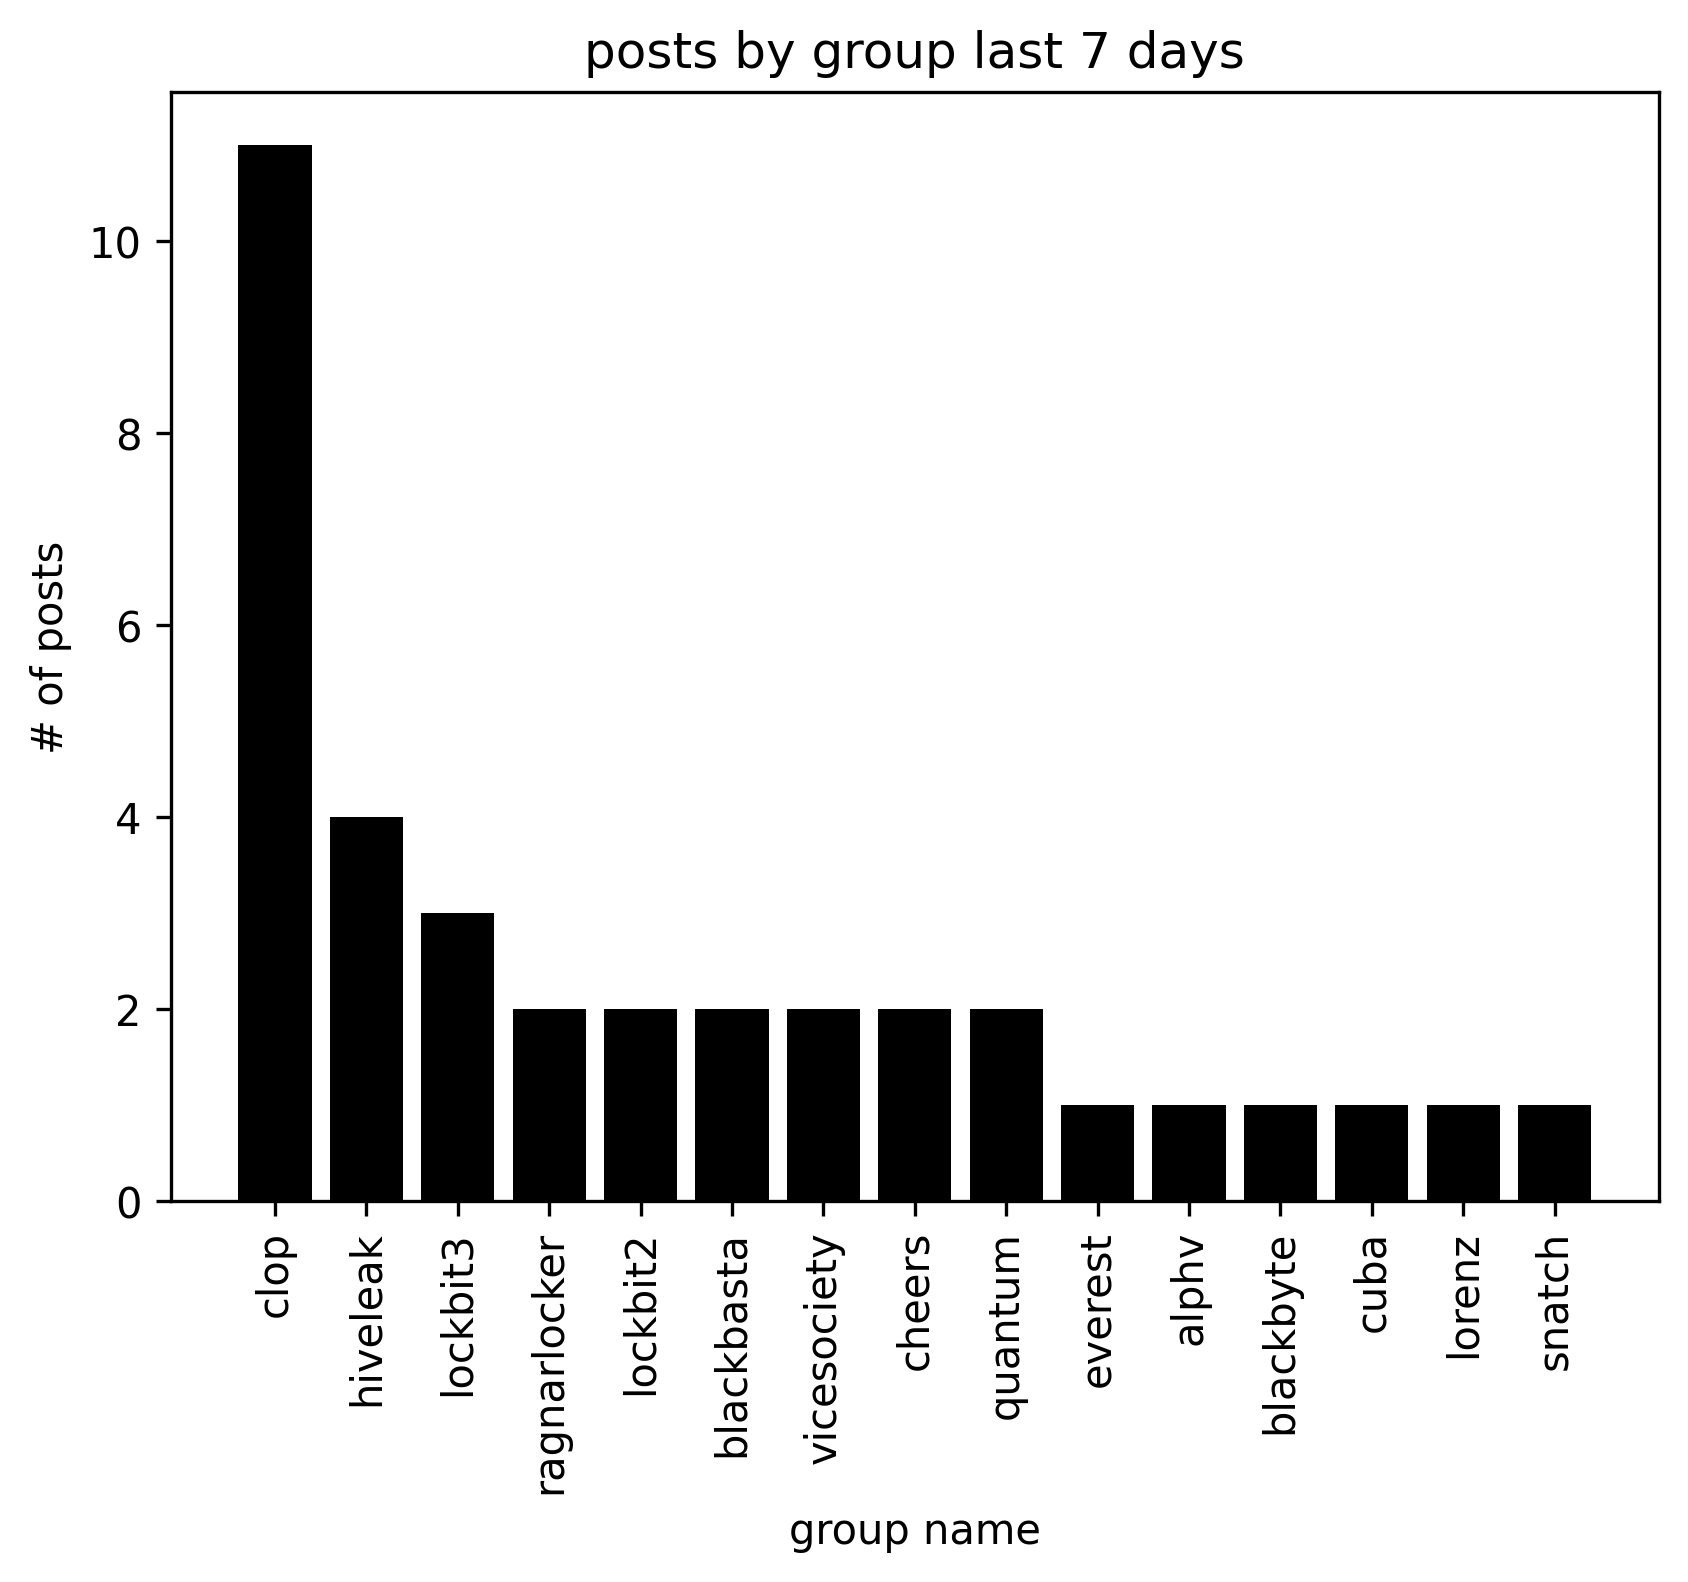 posts by group last 7 days
# of posts
10
8
6
4
2
0
clop
hiveleak
lockbit3
ragnarlocker
lockbit2
blackbasta
vicesociety
cheers
quantum
everest
alphv
blackbyte
cuba
lorenz
snatch
group name